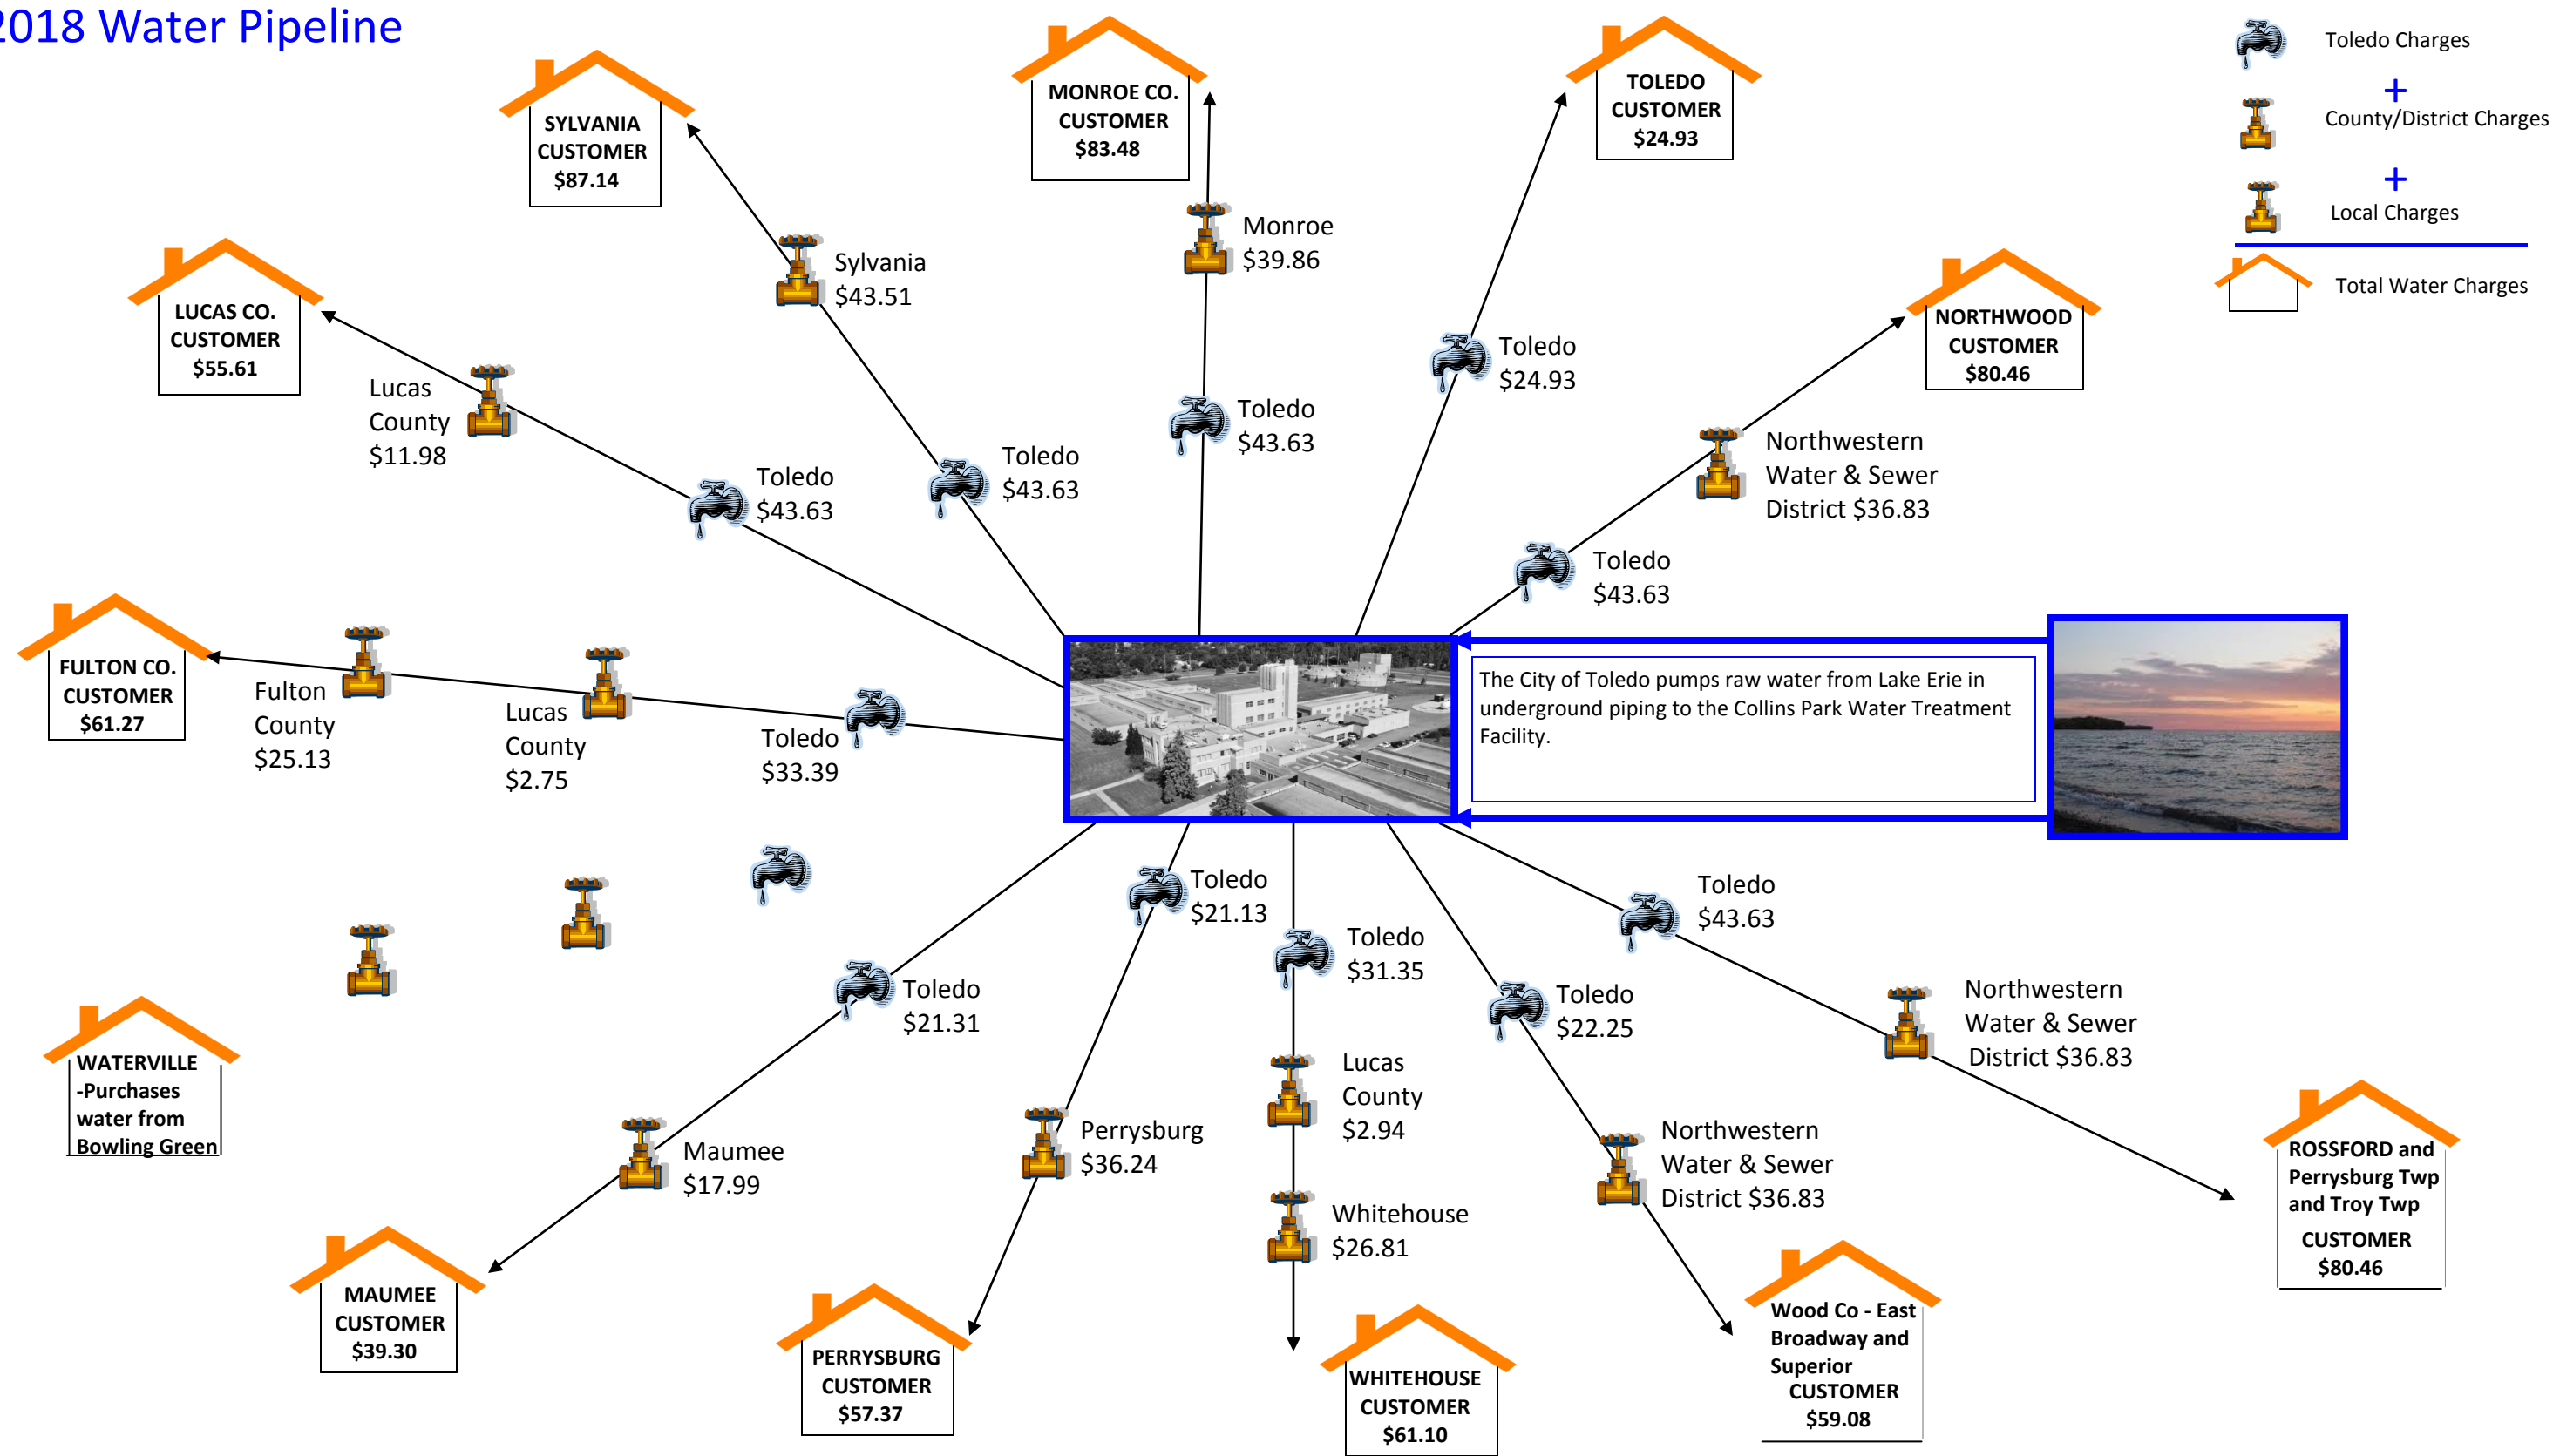 2018 Water Pipeline
Toledo Charges
+
County/District Charges
+
Local Charges
Total Water Charges
SYLVANIA
CUSTOMER
$87.14
Sylvania
$43.51
Toledo
$43.63
MONROE CO.
CUSTOMER
$83.48
Monroe
$39.86
Toledo
$43.63
TOLEDO
CUSTOMER
$24.93
Toledo
$24.93
NORTHWOOD
CUSTOMER
$80.46
Northwestern
Water & Sewer
District $36.83
Toledo
$43.63
LUCAS CO.
CUSTOMER
$55.61
Lucas
County
$11.98
Toledo
$43.63
FULTON CO.
CUSTOMER
$61.27
Fulton
County
$25.13
Lucas
County
$2.75
Toledo
$33.39
The City of Toledo pumps raw water from Lake Erie in
underground piping to the Collins Park Water Treatment
Facility.
WATERVILLE
-Purchases
water from
Bowling Green
Toledo
$21.31
Maumee
$17.99
MAUMEE
CUSTOMER
$39.30
Toledo
$21.13
Perrysburg
$36.24
PERRYSBURG
CUSTOMER
$57.37
Toledo
$31.35
Lucas
County
$2.94
Whitehouse
$26.81
WHITEHOUSE
CUSTOMER
$61.10
Toledo
$22.25
Northwestern
Water & Sewer
District $36.83
Wood Co - East
Broadway and
Superior
CUSTOMER
$59.08
Toledo
$43.63
Northwestern
Water & Sewer
District $36.83
ROSSFORD and
Perrysburg Twp
and Troy Twp
CUSTOMER
$80.46